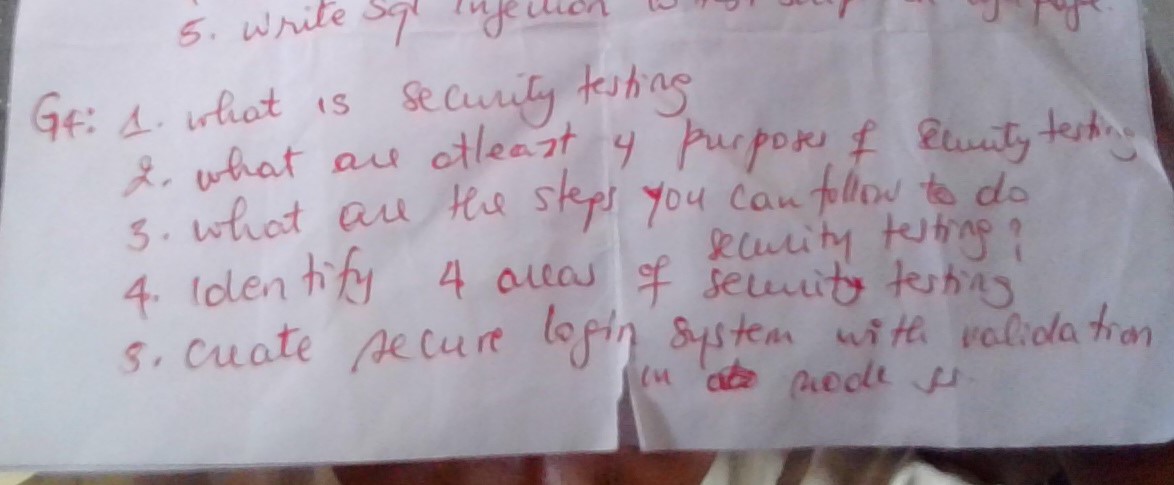 5. write sql injection
G4: 1. what is security testing
2. what are atleast 4 purposes of security testing
3. what are the steps you can follow to do
security testing?
4. Identify 4 areas of security testing
5. create secure login system with validation
in node js.